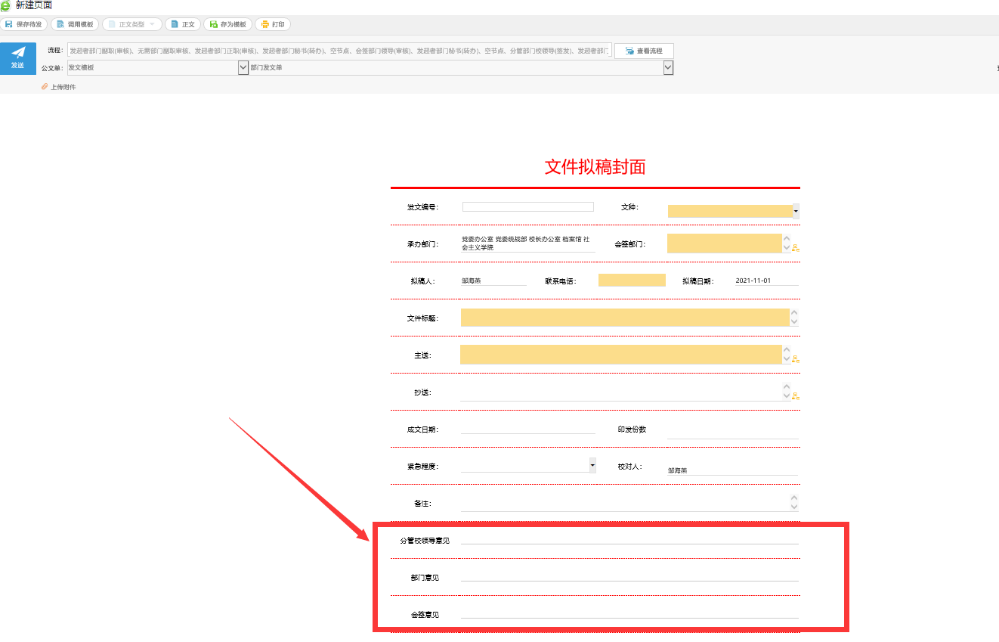 新建页面
保存待发 调用模板 正文类型 正文 存为模板 打印
发送
流程: 发起者部门副职(审核)、无需部门副职审核、发起者部门正职(审核)、发起者部门秘书(转办)、空节点、会签部门领导(审核)、发起者部门秘书(转办)、空节点、分管部门校领导(签发)、发起者部门 查看流程
公文单: 发文模板 部门发文单
上传附件
文件拟稿封面
发文编号: 文种:
承办部门: 党委办公室 党委统战部 校长办公室 档案馆 社
会主义学院 会签部门:
拟稿人: 邹海燕 联系电话: 拟稿日期: 2021-11-01
文件标题:
主送:
抄送:
成文日期: 印发份数
紧急程度: 校对人: 邹海燕
备注:
分管校领导意见
部门意见
会签意见